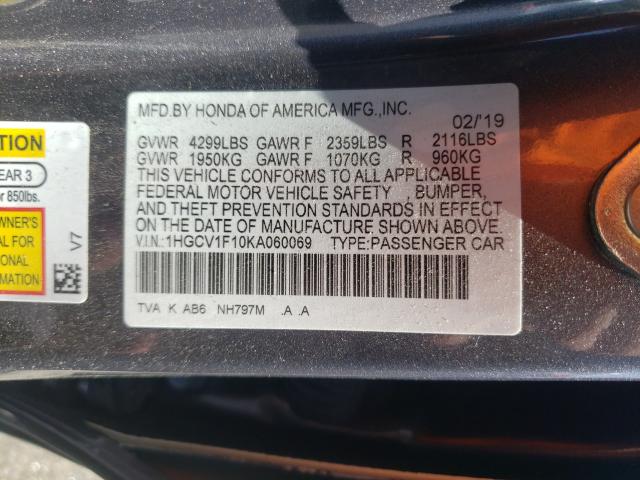 MFD.BY HONDA OF AMERICA MFG.,INC.
02/'19
GVWR 4299LBS GAWR F 2359LBS R 2116LBS
GVWR 1950KG GAWR F 1070KG R 960KG
THIS VEHICLE CONFORMS TO ALL APPLICABLE
FEDERAL MOTOR VEHICLE SAFETY , BUMPER,
AND THEFT PREVENTION STANDARDS IN EFFECT
ON THE DATE OF MANUFACTURE SHOWN ABOVE.
V.I.N.:1HGCV1F10KA060069 TYPE:PASSENGER CAR
TVA K AB6 NH797M .A .A
EAR 3
r 850lbs.
WNER'S
AL FOR
ONAL
MATION
V7